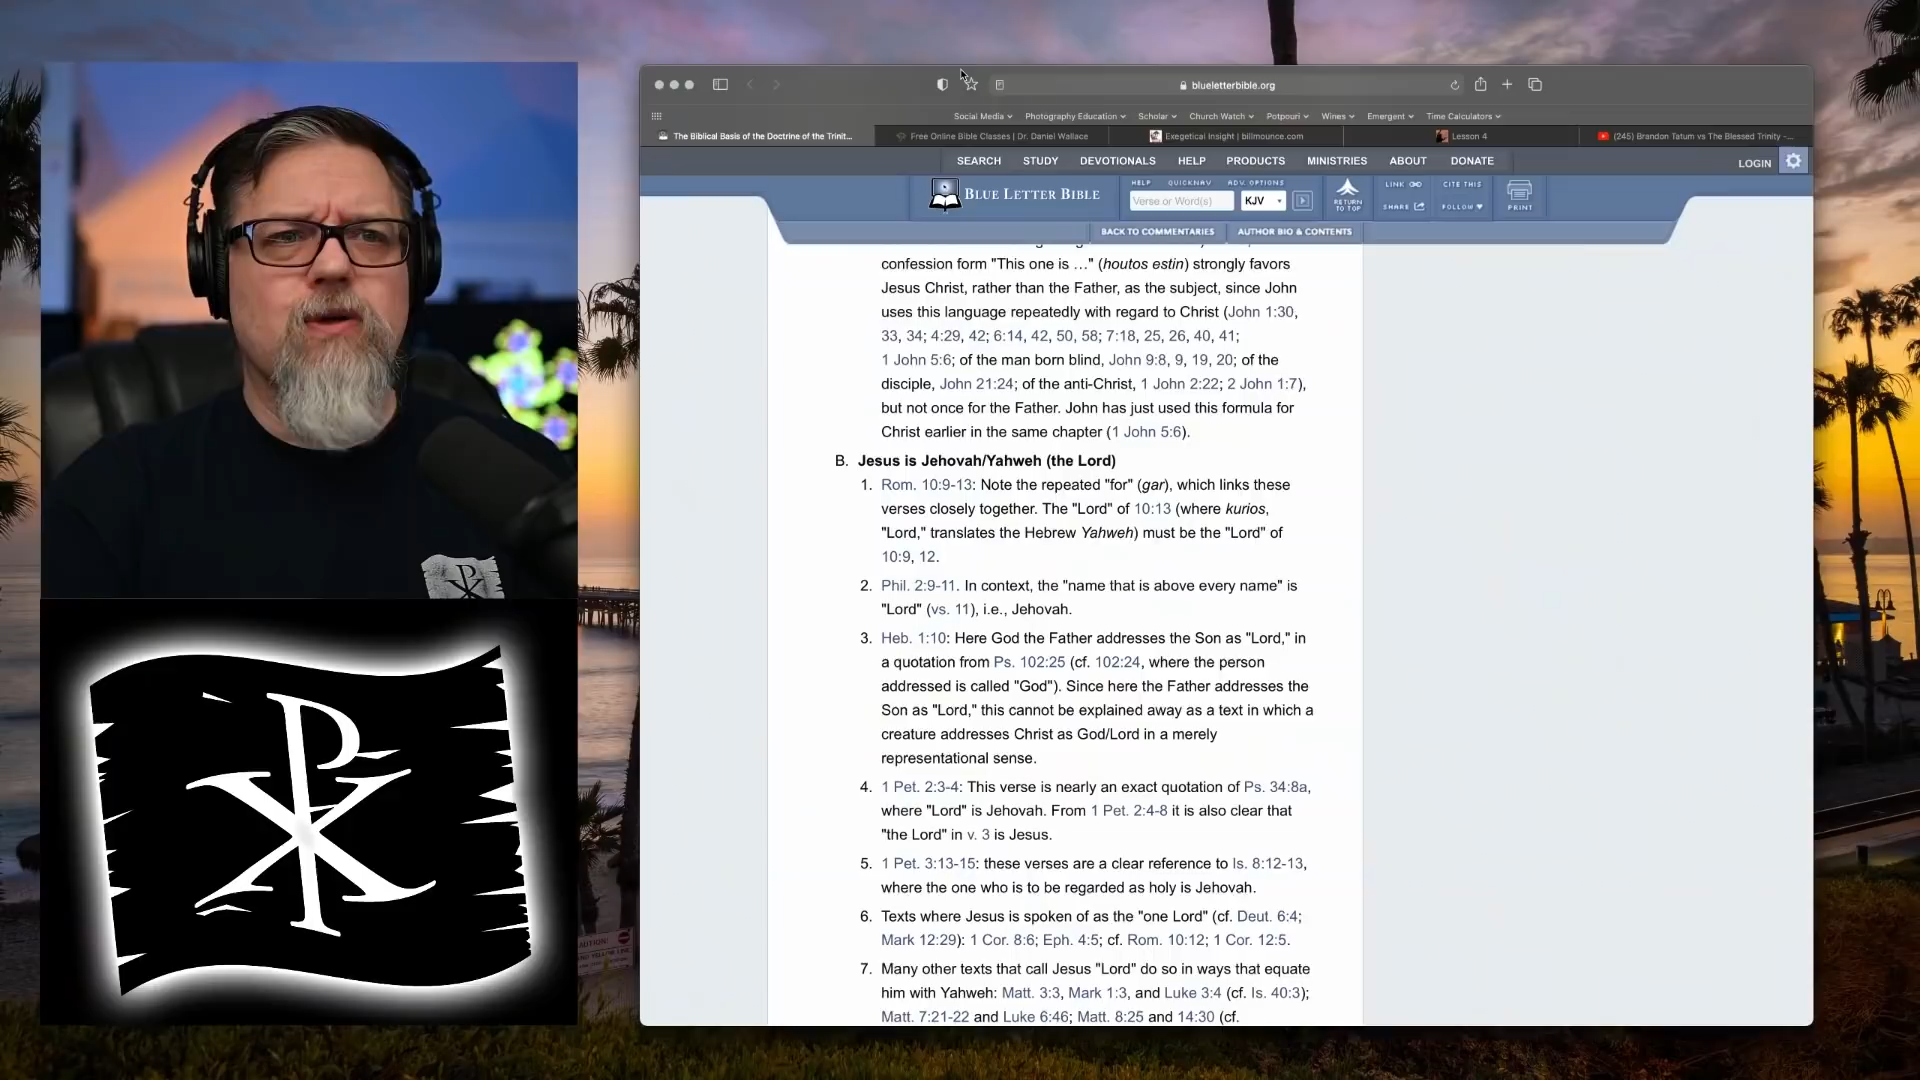 blueletterbible.org
Social Media Photography Education Scholar Church Watch Potpouri Wines Emergent Time Calculators
The Biblical Basis of the Doctrine of the Trinit... Free Online Bible Classes | Dr. Daniel Wallace Exegetical Insight | billmounce.com Lesson 4 (245) Brandon Tatum vs The Blessed Trinity -...
SEARCH STUDY DEVOTIONALS HELP PRODUCTS MINISTRIES ABOUT DONATE LOGIN
HELP QUICKNAV ADV. OPTIONS
BLUE LETTER BIBLE Verse or Word(s) KJV RETURN TO TOP LINK CITE THIS
SHARE FOLLOW PRINT
BACK TO COMMENTARIES AUTHOR BIO & CONTENTS
confession form "This one is …" (houtos estin) strongly favors
Jesus Christ, rather than the Father, as the subject, since John
uses this language repeatedly with regard to Christ (John 1:30,
33, 34; 4:29, 42; 6:14, 42, 50, 58; 7:18, 25, 26, 40, 41;
1 John 5:6; of the man born blind, John 9:8, 9, 19, 20; of the
disciple, John 21:24; of the anti-Christ, 1 John 2:22; 2 John 1:7),
but not once for the Father. John has just used this formula for
Christ earlier in the same chapter (1 John 5:6).
B. Jesus is Jehovah/Yahweh (the Lord)
1. Rom. 10:9-13: Note the repeated "for" (gar), which links these
verses closely together. The "Lord" of 10:13 (where kurios,
"Lord," translates the Hebrew Yahweh) must be the "Lord" of
10:9, 12.
2. Phil. 2:9-11. In context, the "name that is above every name" is
"Lord" (vs. 11), i.e., Jehovah.
3. Heb. 1:10: Here God the Father addresses the Son as "Lord," in
a quotation from Ps. 102:25 (cf. 102:24, where the person
addressed is called "God"). Since here the Father addresses the
Son as "Lord," this cannot be explained away as a text in which a
creature addresses Christ as God/Lord in a merely
representational sense.
4. 1 Pet. 2:3-4: This verse is nearly an exact quotation of Ps. 34:8a,
where "Lord" is Jehovah. From 1 Pet. 2:4-8 it is also clear that
"the Lord" in v. 3 is Jesus.
5. 1 Pet. 3:13-15: these verses are a clear reference to Is. 8:12-13,
where the one who is to be regarded as holy is Jehovah.
6. Texts where Jesus is spoken of as the "one Lord" (cf. Deut. 6:4;
Mark 12:29): 1 Cor. 8:6; Eph. 4:5; cf. Rom. 10:12; 1 Cor. 12:5.
7. Many other texts that call Jesus "Lord" do so in ways that equate
him with Yahweh: Matt. 3:3, Mark 1:3, and Luke 3:4 (cf. Is. 40:3);
Matt. 7:21-22 and Luke 6:46; Matt. 8:25 and 14:30 (cf.